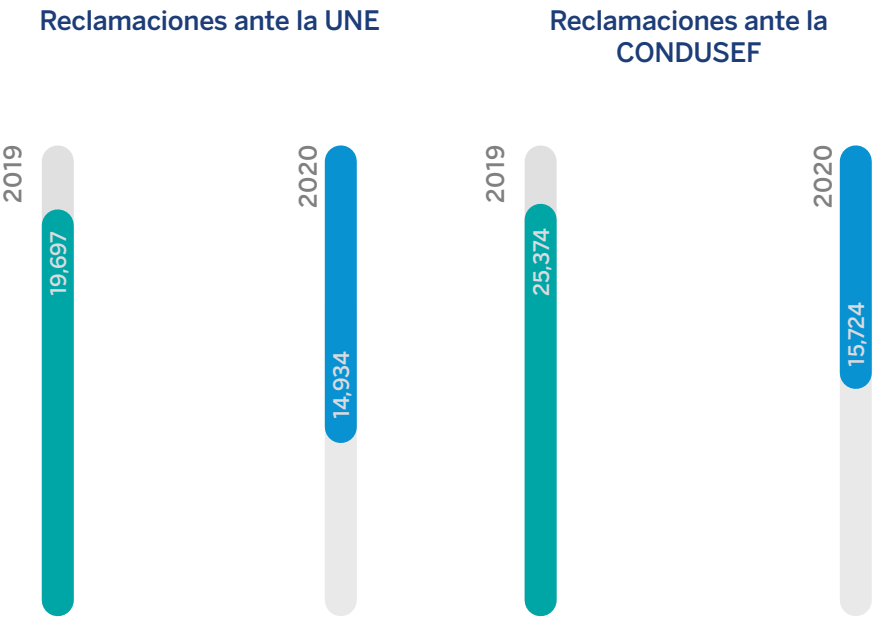 Reclamaciones ante la UNE
2019
19,697
2020
14,934
Reclamaciones ante la
CONDUSEF
2019
25,374
2020
15,724